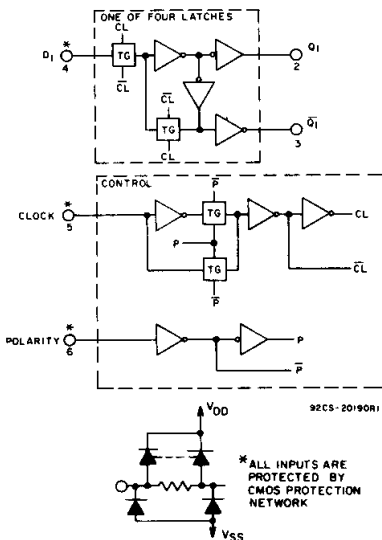 ONE OF FOUR LATCHES
CL
*
D1
4
TG
CL
Q1
2
CL
TG
CL
Q1
3
CONTROL
P
*
CLOCK
5
TG
P
TG
P
CL
CL
*
POLARITY
6
P
P
92CS-20190R1
VDD
*ALL INPUTS ARE
PROTECTED BY
CMOS PROTECTION
NETWORK
VSS